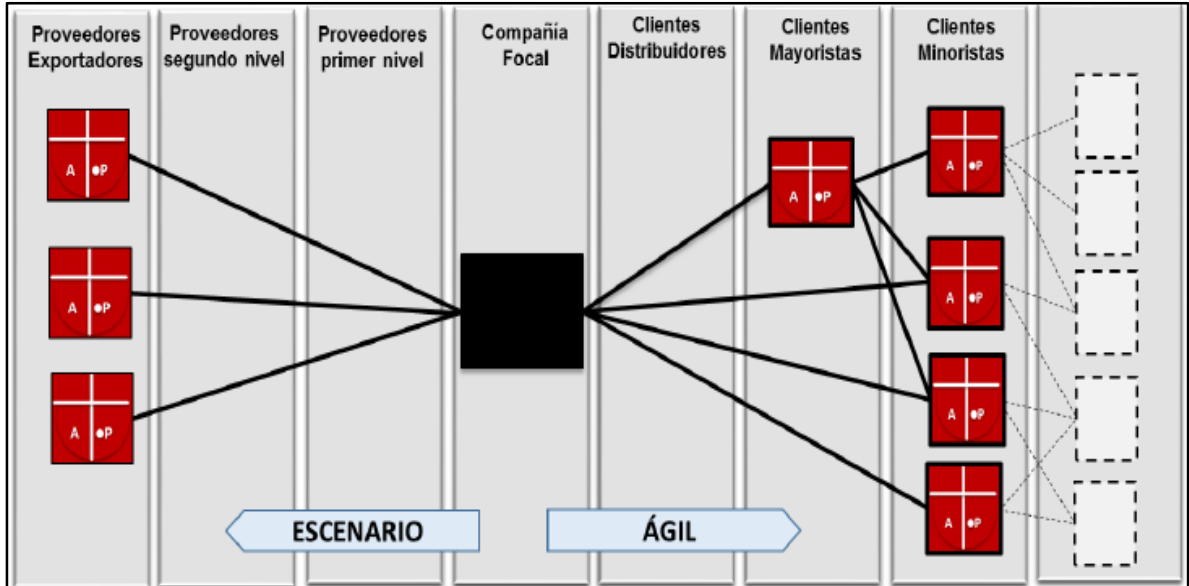 Proveedores
Exportadores
Proveedores
segundo nivel
Proveedores
primer nivel
Compañía
Focal
Clientes
Distribuidores
Clientes
Mayoristas
Clientes
Minoristas
A P
A P
A P
A P
A P
A P
A P
A P
ESCENARIO
ÁGIL